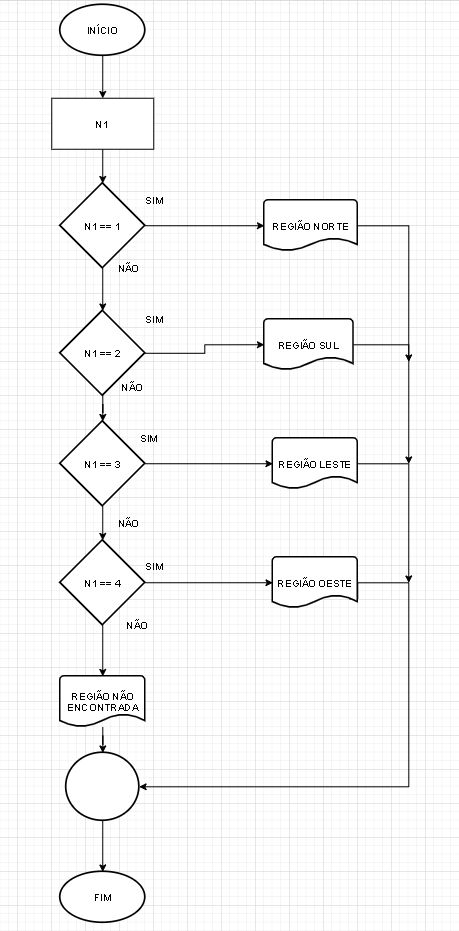 INÍCIO
N1
SIM
N1 == 1
REGIÃO NORTE
NÃO
SIM
N1 == 2
REGIÃO SUL
NÃO
SIM
N1 == 3
REGIÃO LESTE
NÃO
SIM
N1 == 4
REGIÃO OESTE
NÃO
REGIÃO NÃO
ENCONTRADA
FIM